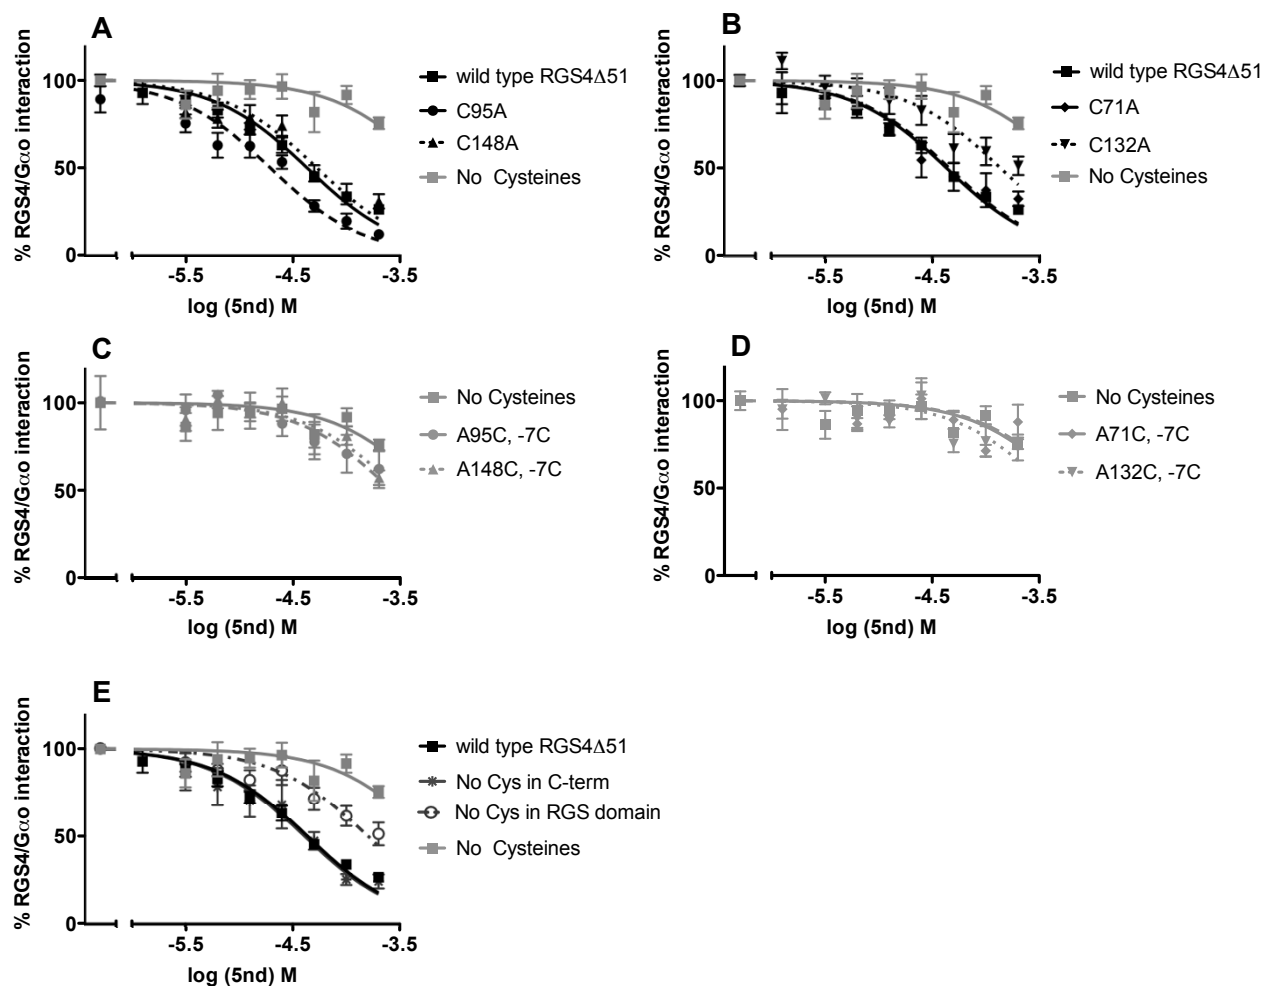 A
% RGS4/Gαo interaction
100
50
0
-5.5
-4.5
-3.5
log (5nd) M
wild type RGS4Δ51
C95A
C148A
No Cysteines
B
% RGS4/Gαo interaction
100
50
0
-5.5
-4.5
-3.5
log (5nd) M
wild type RGS4Δ51
C71A
C132A
No Cysteines
C
% RGS4/Gαo interaction
100
50
0
-5.5
-4.5
-3.5
log (5nd) M
No Cysteines
A95C, -7C
A148C, -7C
D
% RGS4/Gαo interaction
100
50
0
-5.5
-4.5
-3.5
log (5nd) M
No Cysteines
A71C, -7C
A132C, -7C
E
% RGS4/Gαo interaction
100
50
0
-5.5
-4.5
-3.5
log (5nd) M
wild type RGS4Δ51
No Cys in C-term
No Cys in RGS domain
No Cysteines